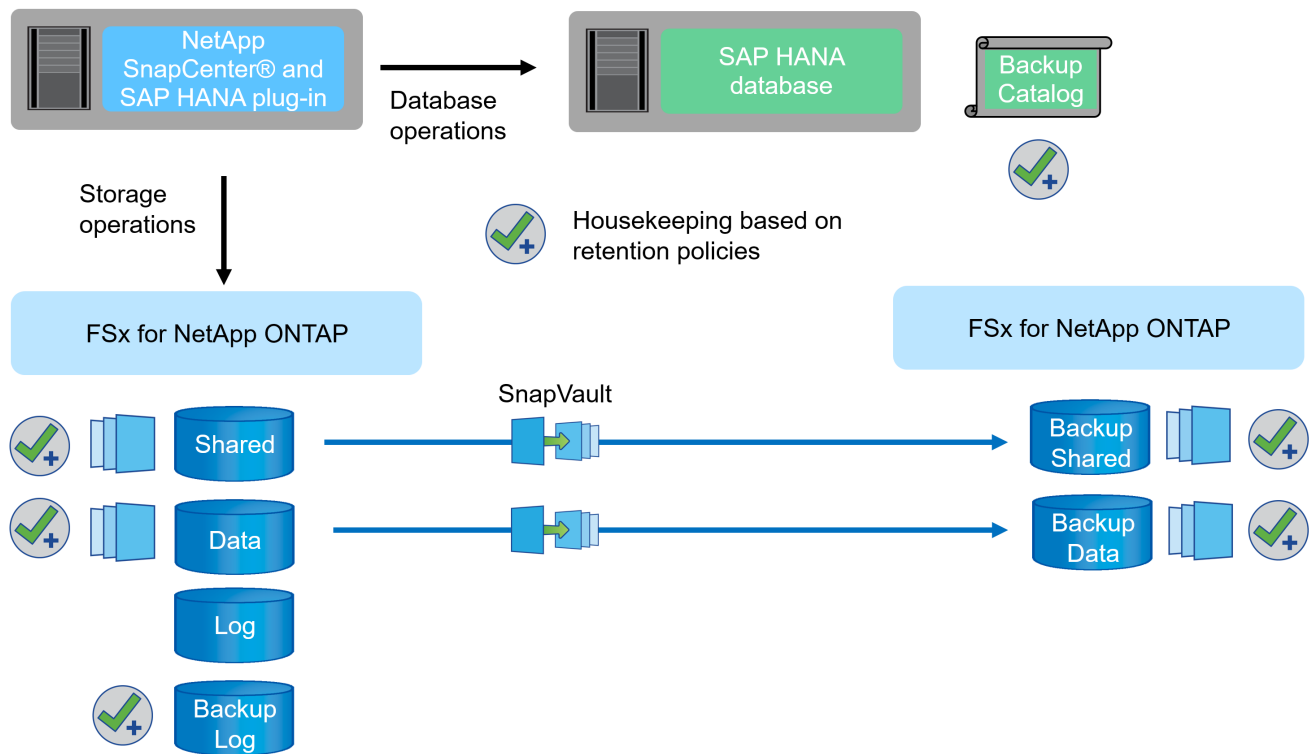 NetApp
SnapCenter® and
SAP HANA plug-in
Database
operations
SAP HANA
database
Backup
Catalog
Storage
operations
Housekeeping based on
retention policies
FSx for NetApp ONTAP
FSx for NetApp ONTAP
SnapVault
Shared
Backup
Shared
Data
Backup
Data
Log
Backup
Log